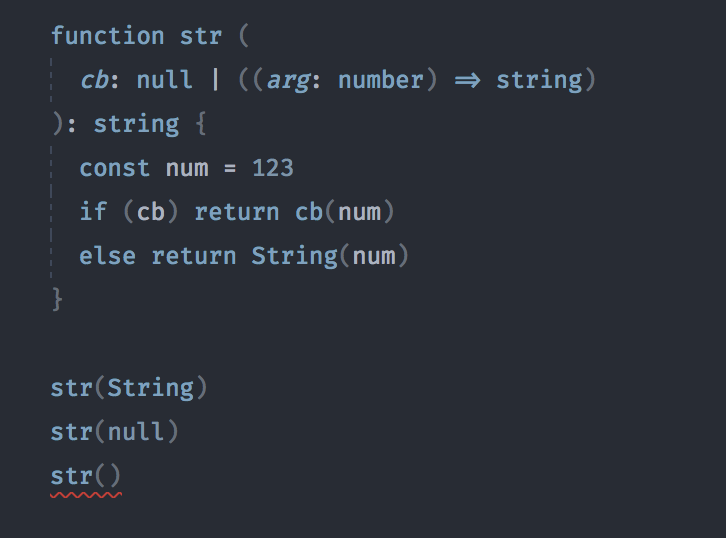 function str (
cb: null | ((arg: number) => string)
): string {
const num = 123
if (cb) return cb(num)
else return String(num)
}
str(String)
str(null)
str()